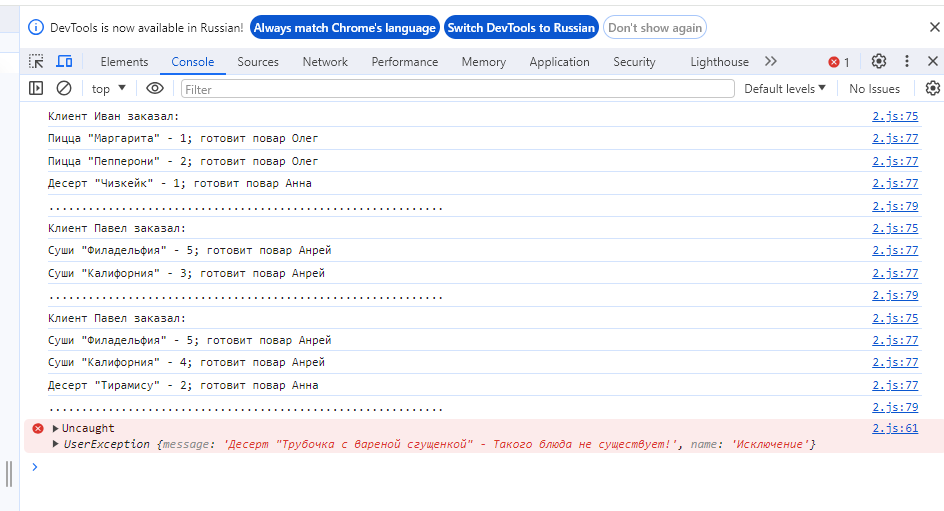 DevTools is now available in Russian! Always match Chrome's language Switch DevTools to Russian Don't show again
Elements Console Sources Network Performance Memory Application Security Lighthouse 1
top Filter Default levels No Issues
Клиент Иван заказал: 2.js:75
Пицца "Маргарита" - 1; готовит повар Олег 2.js:77
Пицца "Пепперони" - 2; готовит повар Олег 2.js:77
Десерт "Чизкейк" - 1; готовит повар Анна 2.js:77
............................................................ 2.js:79
Клиент Павел заказал: 2.js:75
Суши "Филадельфия" - 5; готовит повар Анрей 2.js:77
Суши "Калифорния" - 3; готовит повар Анрей 2.js:77
............................................................ 2.js:79
Клиент Павел заказал: 2.js:75
Суши "Филадельфия" - 5; готовит повар Анрей 2.js:77
Суши "Калифорния" - 4; готовит повар Анрей 2.js:77
Десерт "Тирамису" - 2; готовит повар Анна 2.js:77
............................................................ 2.js:79
Uncaught 2.js:61
UserException {message: 'Десерт "Трубочка с вареной сгущенкой" - Такого блюда не существует!', name: 'Исключение'}